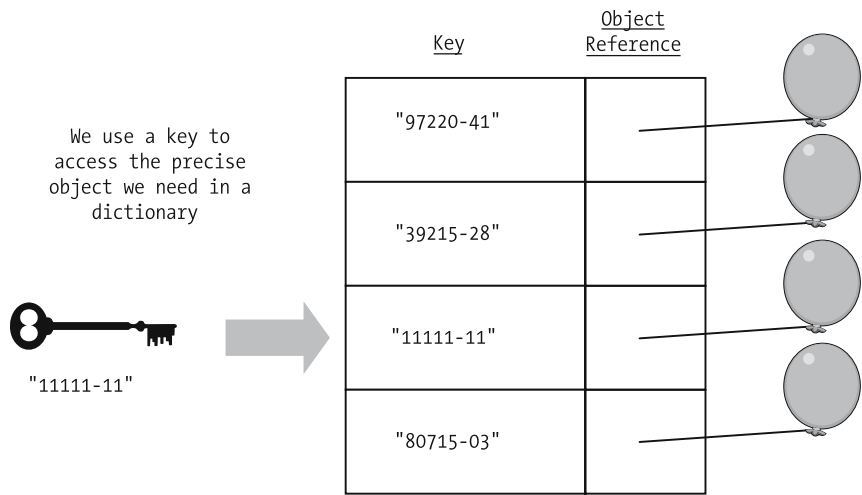 Key
Object
Reference
We use a key to
access the precise
object we need in a
dictionary
"11111-11"
"97220-41"
"39215-28"
"11111-11"
"80715-03"